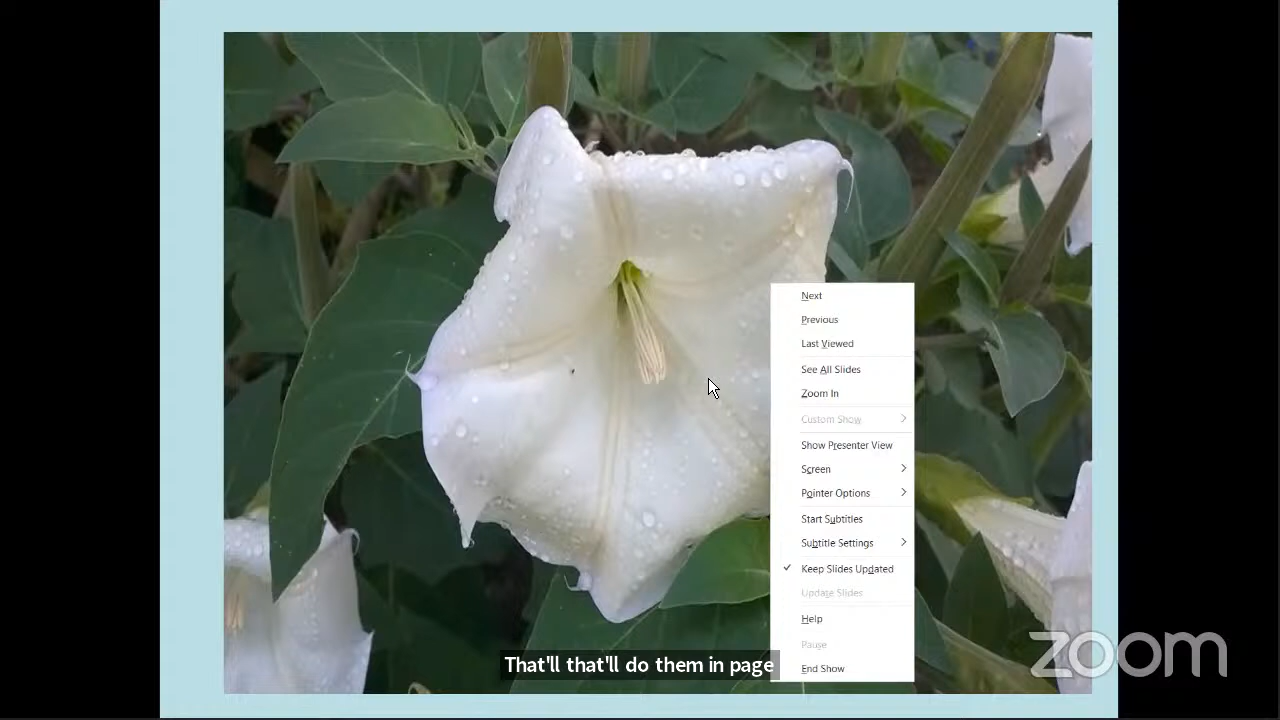 Next
Previous
Last Viewed
See All Slides
Zoom In
Custom Show
Show Presenter View
Screen
Pointer Options
Start Subtitles
Subtitle Settings
Keep Slides Updated
Update Slides
Help
Pause
End Show
That'll that'll do them in page
zoom